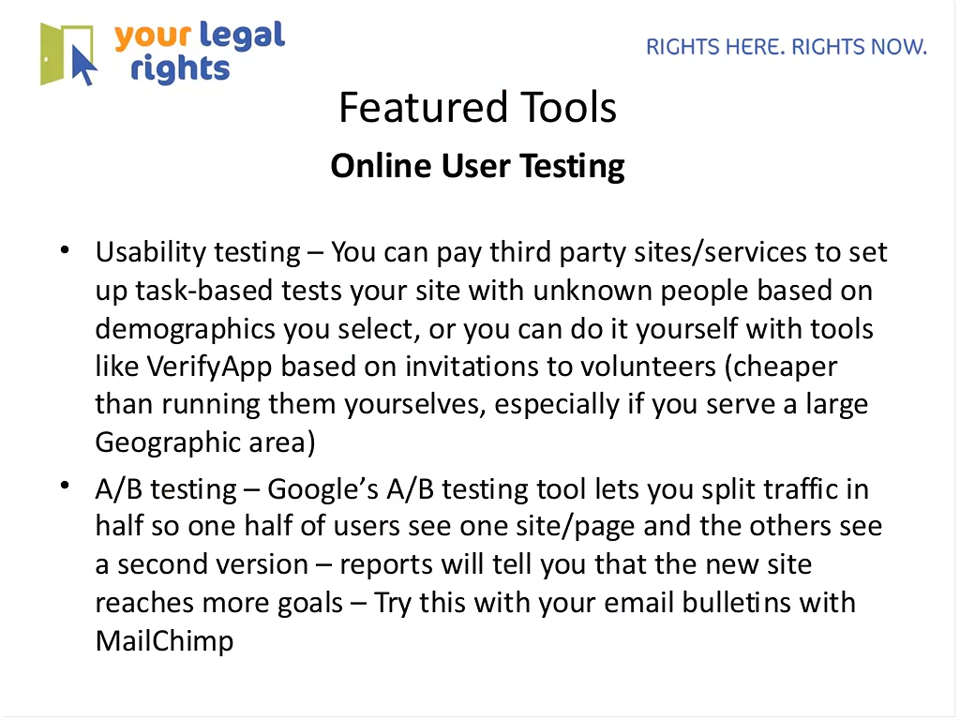 your legal
rights
RIGHTS HERE. RIGHTS NOW.
Featured Tools
Online User Testing
• Usability testing – You can pay third party sites/services to set
up task-based tests your site with unknown people based on
demographics you select, or you can do it yourself with tools
like VerifyApp based on invitations to volunteers (cheaper
than running them yourselves, especially if you serve a large
Geographic area)
• A/B testing – Google’s A/B testing tool lets you split traffic in
half so one half of users see one site/page and the others see
a second version – reports will tell you that the new site
reaches more goals – Try this with your email bulletins with
MailChimp